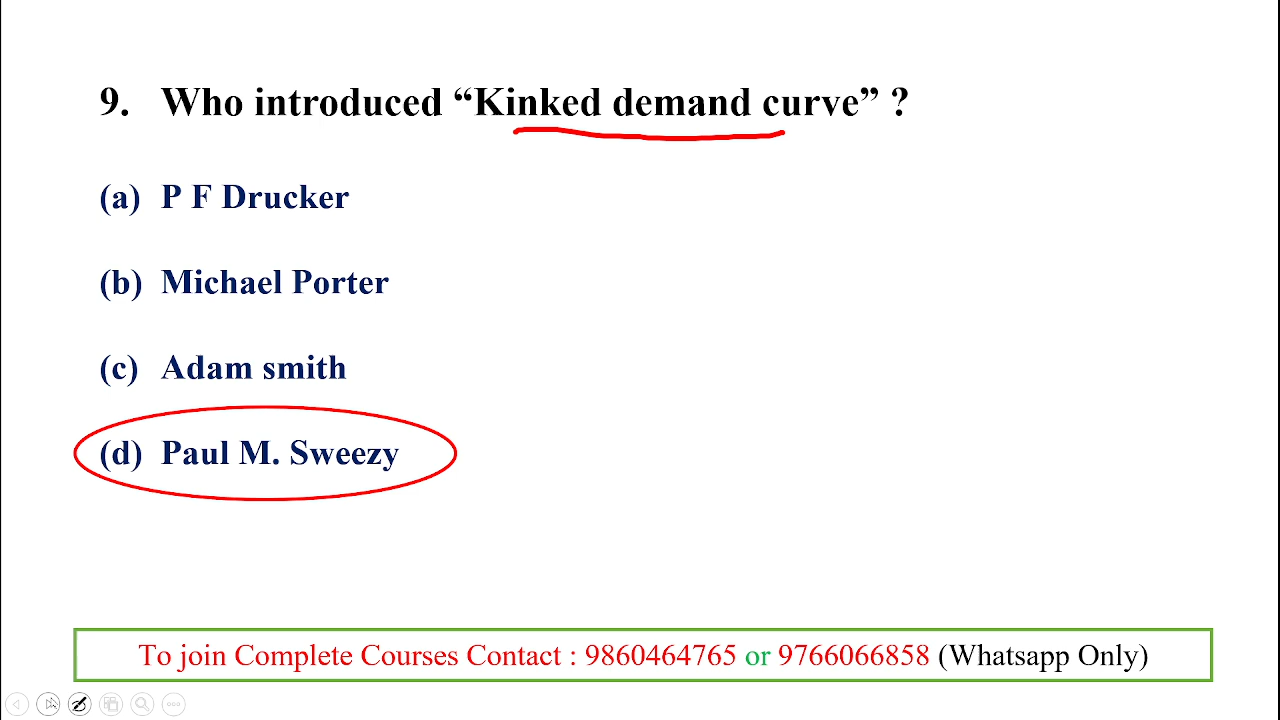 9. Who introduced “Kinked demand curve” ?
(a) P F Drucker
(b) Michael Porter
(c) Adam smith
(d) Paul M. Sweezy
To join Complete Courses Contact : 9860464765 or 9766066858 (Whatsapp Only)